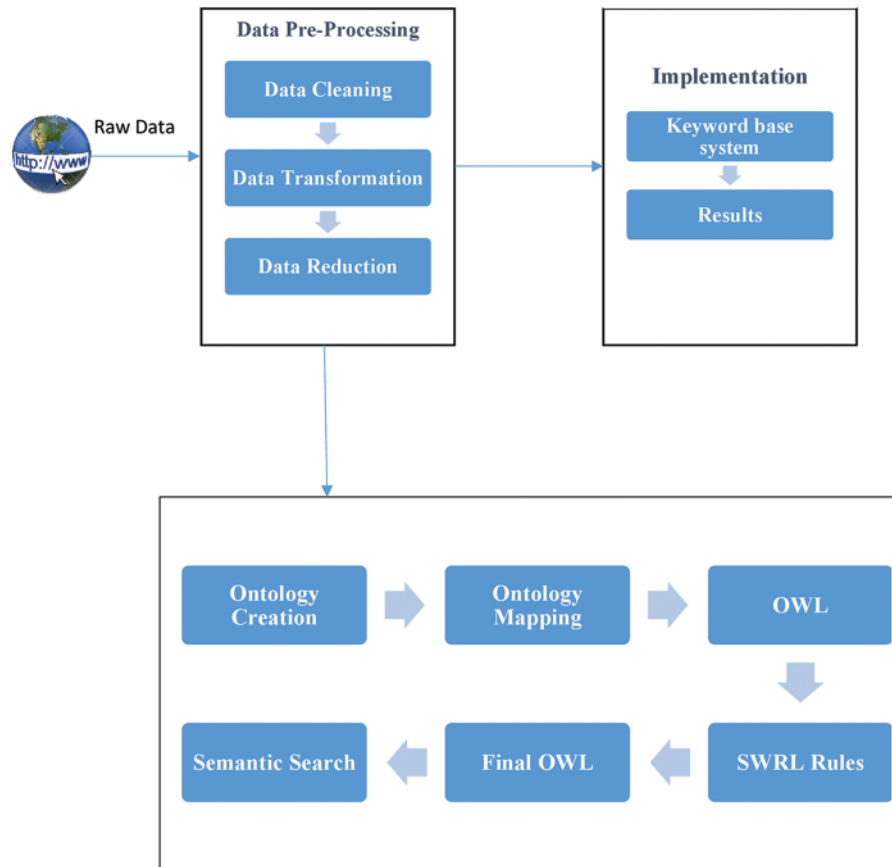 Raw Data
http://www
Data Pre-Processing
Data Cleaning
Data Transformation
Data Reduction
Implementation
Keyword base
system
Results
Ontology
Creation
Ontology
Mapping
OWL
SWRL Rules
Final OWL
Semantic Search